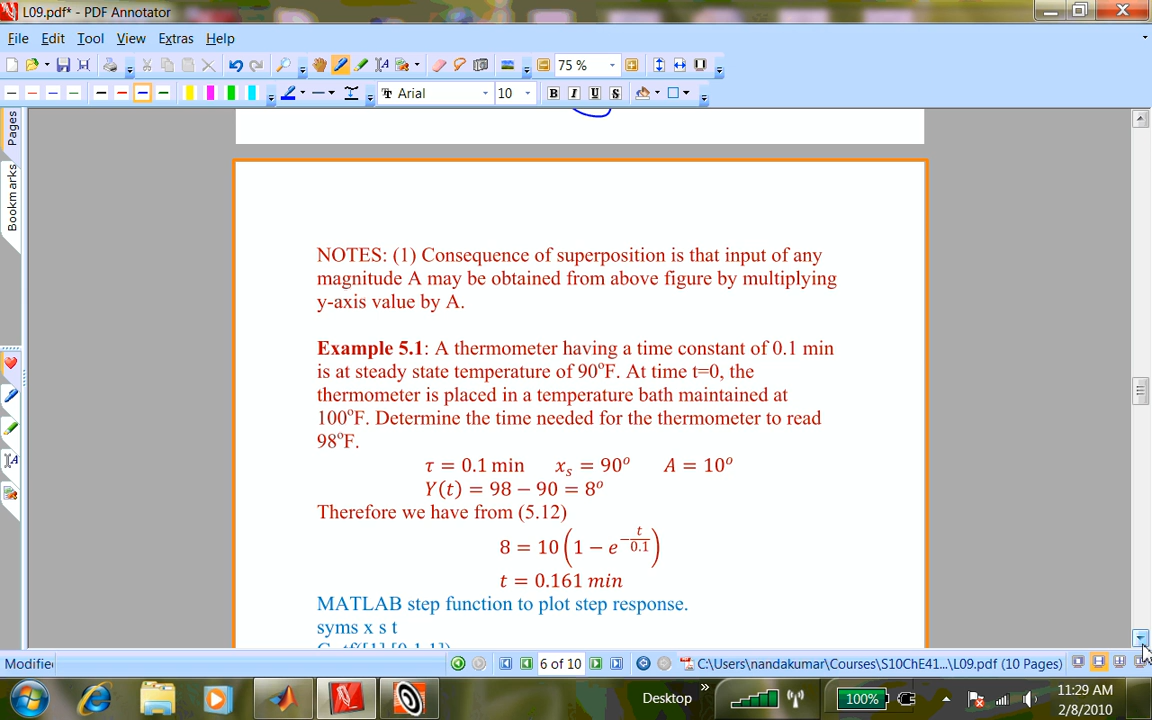 L09.pdf* - PDF Annotator
File Edit Tool View Extras Help
75 %
Arial 10 B I U S
Pages
Bookmarks
NOTES: (1) Consequence of superposition is that input of any
magnitude A may be obtained from above figure by multiplying
y-axis value by A.
Example 5.1: A thermometer having a time constant of 0.1 min
is at steady state temperature of 90°F. At time t=0, the
thermometer is placed in a temperature bath maintained at
100°F. Determine the time needed for the thermometer to read
98°F.
τ = 0.1 min xₛ = 90° A = 10°
Y(t) = 98 − 90 = 8°
Therefore we have from (5.12)
8 = 10(1 − e^(−t/0.1))
t = 0.161 min
MATLAB step function to plot step response.
syms x s t
Modified 6 of 10 C:\Users\nandakumar\Courses\S10ChE41...\L09.pdf (10 Pages)
Desktop » 100% 11:29 AM
2/8/2010